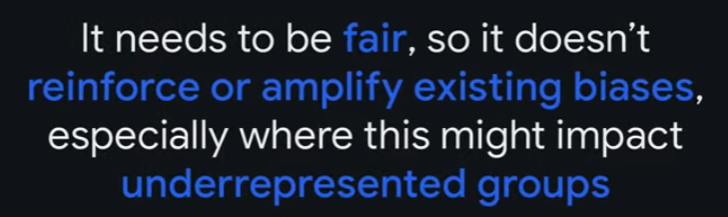 It needs to be fair, so it doesn’t
reinforce or amplify existing biases,
especially where this might impact
underrepresented groups